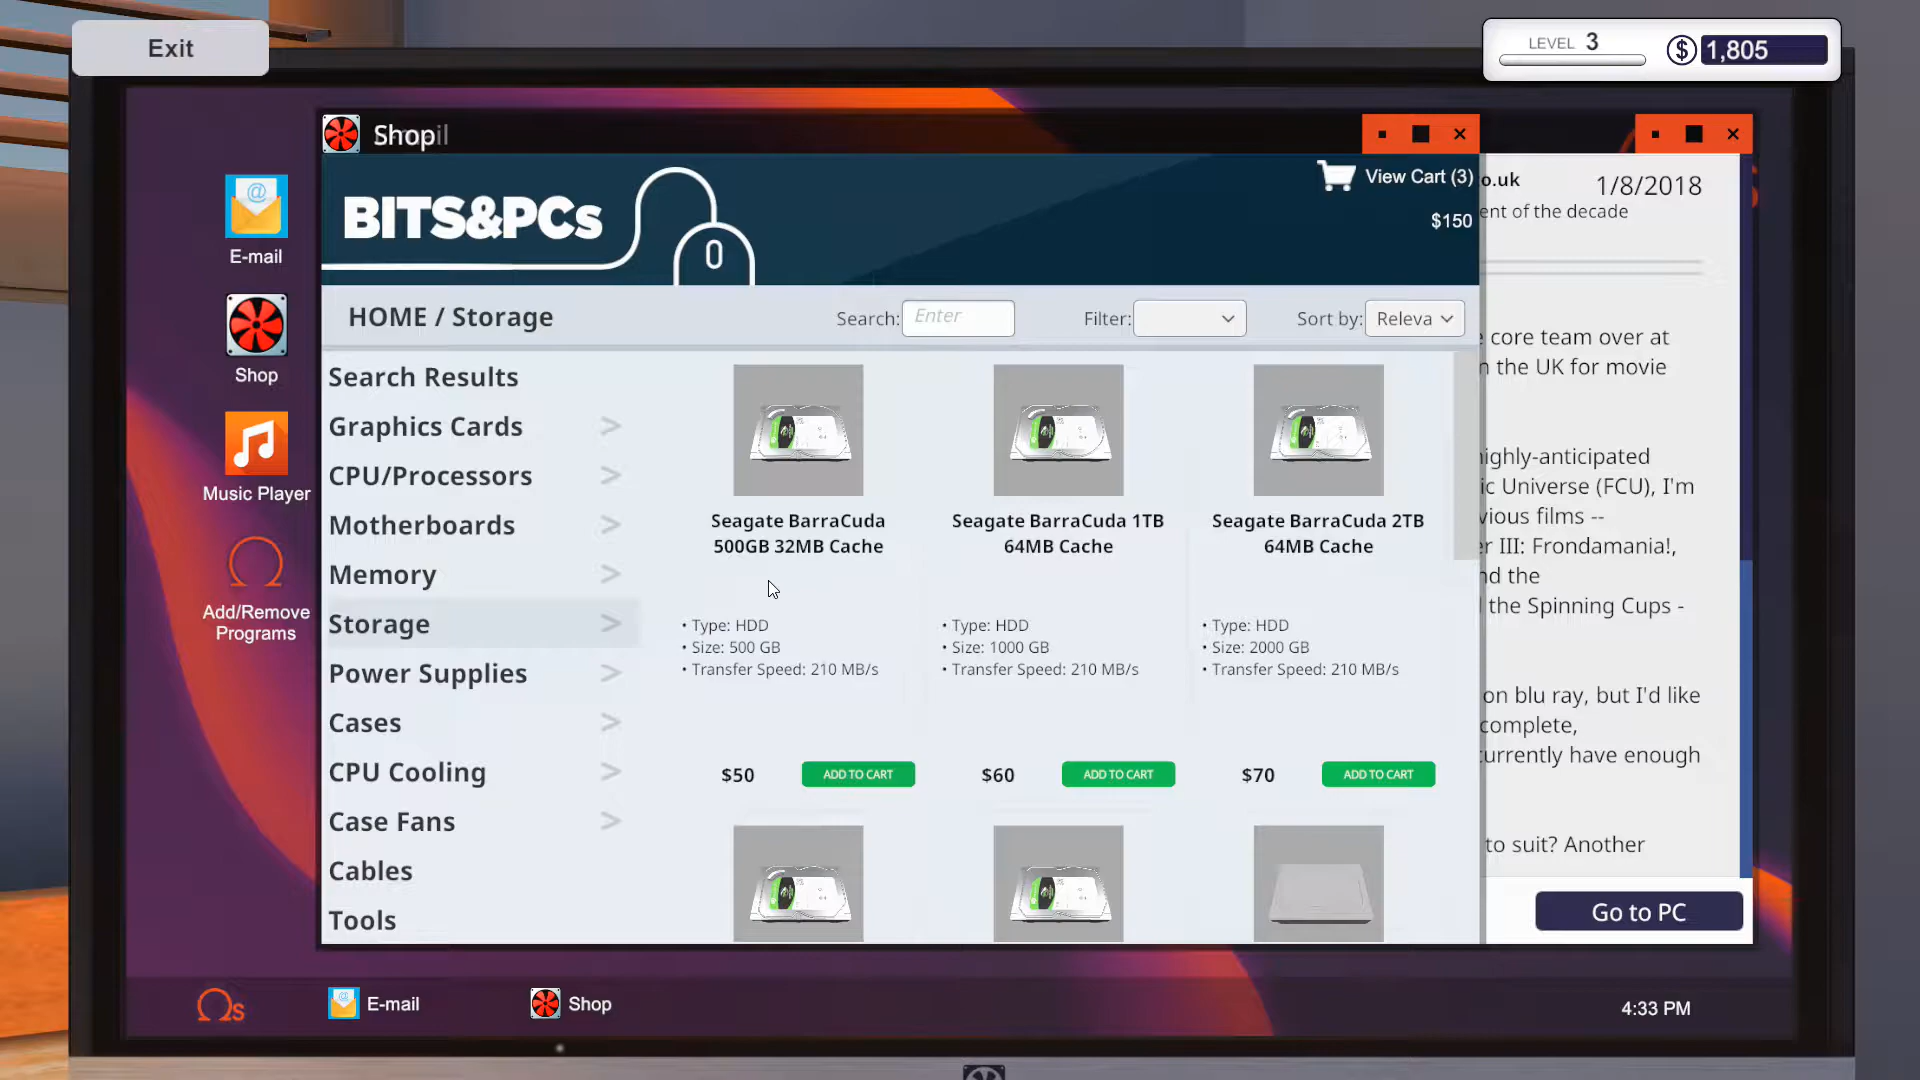 Exit
LEVEL 3
$ 1,805
Shop
View Cart (3)
$150
BITS&PCs
o.uk
1/8/2018
ent of the decade
HOME / Storage
Search:
Enter
Filter:
Sort by:
Releva
E-mail
Shop
Music Player
Add/Remove
Programs
Search Results
Graphics Cards >
CPU/Processors >
Motherboards >
Memory >
Storage >
Power Supplies >
Cases >
CPU Cooling >
Case Fans >
Cables
Tools
Seagate BarraCuda
500GB 32MB Cache
• Type: HDD
• Size: 500 GB
• Transfer Speed: 210 MB/s
$50
ADD TO CART
Seagate BarraCuda 1TB
64MB Cache
• Type: HDD
• Size: 1000 GB
• Transfer Speed: 210 MB/s
$60
ADD TO CART
Seagate BarraCuda 2TB
64MB Cache
• Type: HDD
• Size: 2000 GB
• Transfer Speed: 210 MB/s
$70
ADD TO CART
core team over at
the UK for movie
ighly-anticipated
ic Universe (FCU), I'm
vious films --
r III: Frondamania!,
nd the
the Spinning Cups -
on blu ray, but I'd like
complete,
urrently have enough
to suit? Another
Go to PC
Ωs
E-mail
Shop
4:33 PM